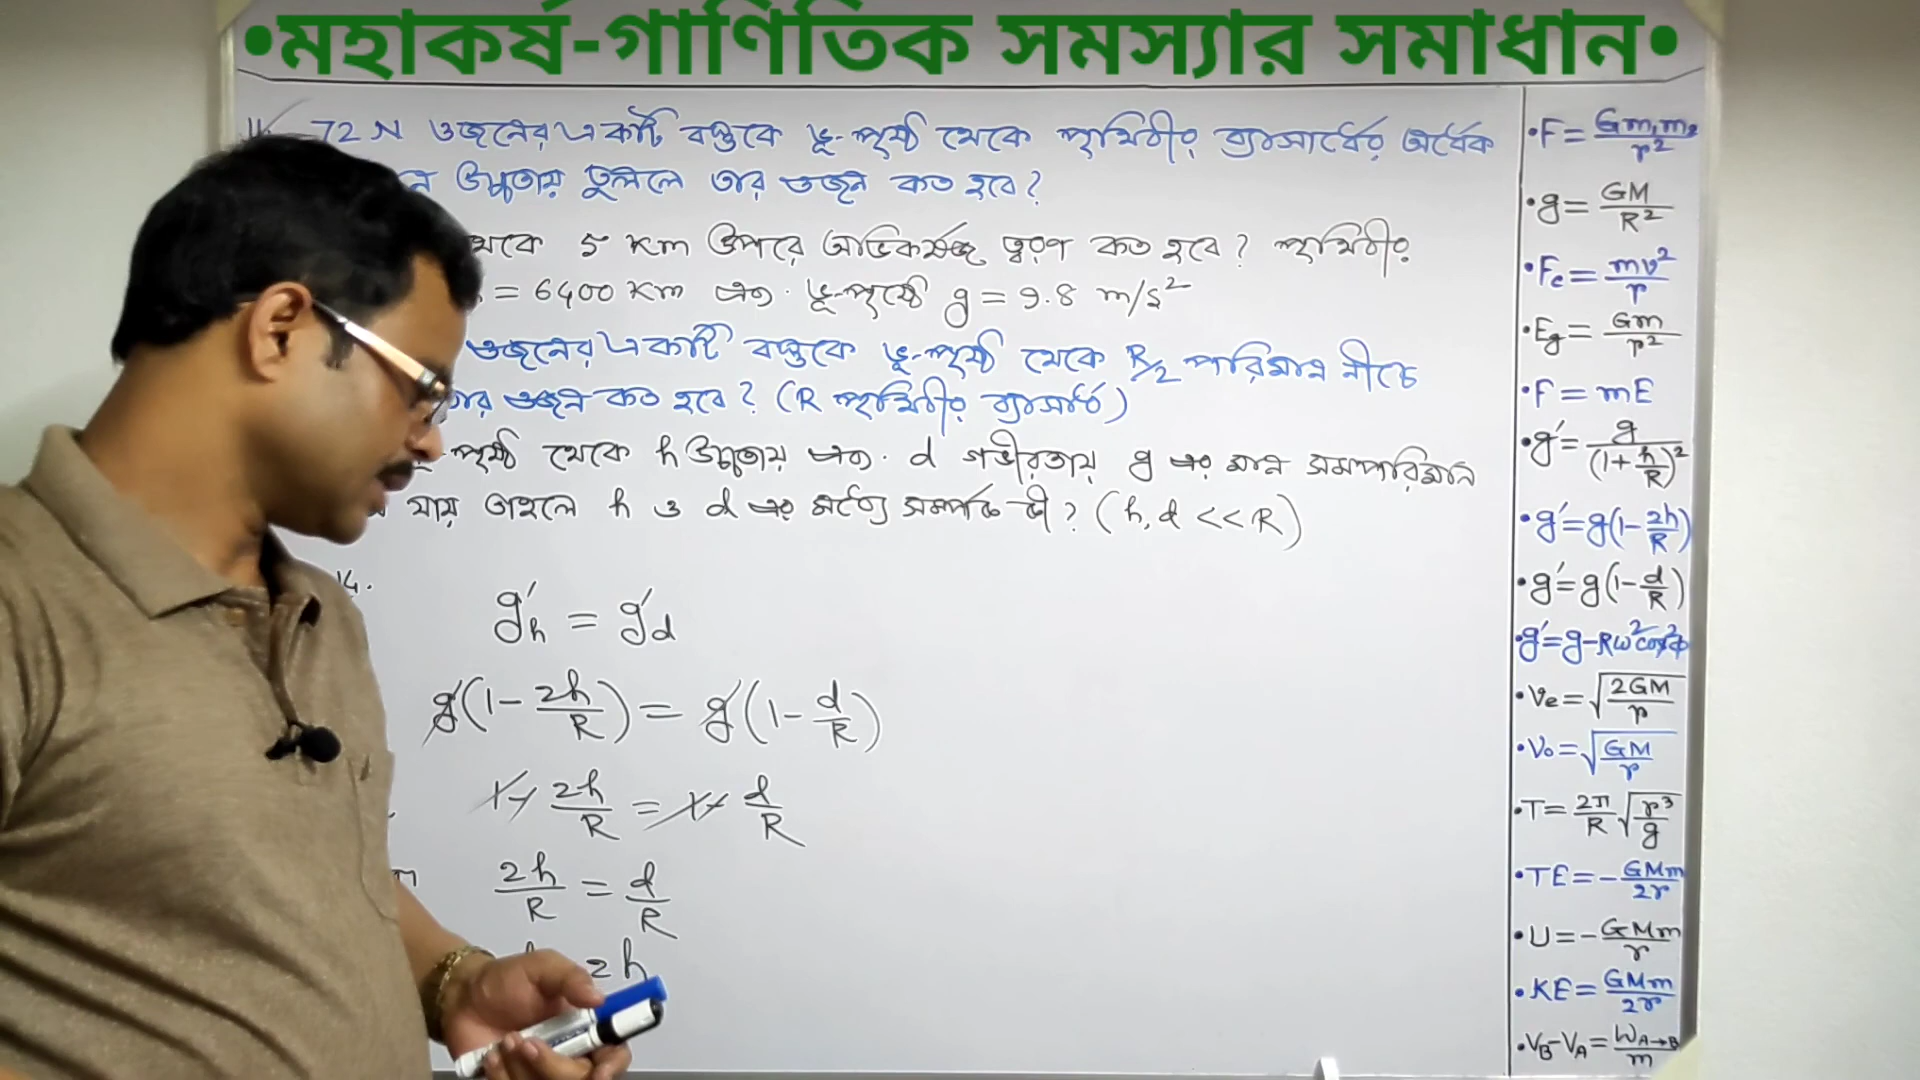 •মহাকর্ষ-গাণিতিক সমস্যার সমাধান•
11. 72 N ওজনের একটি বস্তুকে ভূ-পৃষ্ঠ থেকে পৃথিবীর ব্যাসার্ধের অর্ধেক
উচ্চতায় তুললে তার ওজন কত হবে?
থেকে 5 km উপরে অভিকর্ষজ ত্বরণ কত হবে? পৃথিবীর
= 6400 km এবং ভূ-পৃষ্ঠে g = 9.8 m/s²
ওজনের একটি বস্তুকে ভূ-পৃষ্ঠ থেকে R/2 পরিমান নীচে
তার ওজন কত হবে? (R পৃথিবীর ব্যাসার্ধ)
পৃষ্ঠ থেকে h উচ্চতায় এবং d গভীরতায় g এর মান সমপরিমান
যায় তাহলে h ও d এর মধ্যে সম্পর্ক কী? (h, d << R)
14.
g'h = g'd
g(1-2h/R) = g(1-d/R)
1-2h/R = 1-d/R
2h/R = d/R
2h
•F = Gm₁m₂/r²
•g = GM/R²
•Fc = mv²/r
•Eg = Gm/r²
•F = mE
•g' = g/(1+h/R)²
•g' = g(1-2h/R)
•g' = g(1-d/R)
•g' = g-Rω²cos²φ
•Ve = √(2GM/r)
•Vo = √(GM/r)
•T = 2π/R √(r³/g)
•TE = -GMm/2r
•U = -GMm/r
•KE = GMm/2r
•VB-VA = WA→B/m